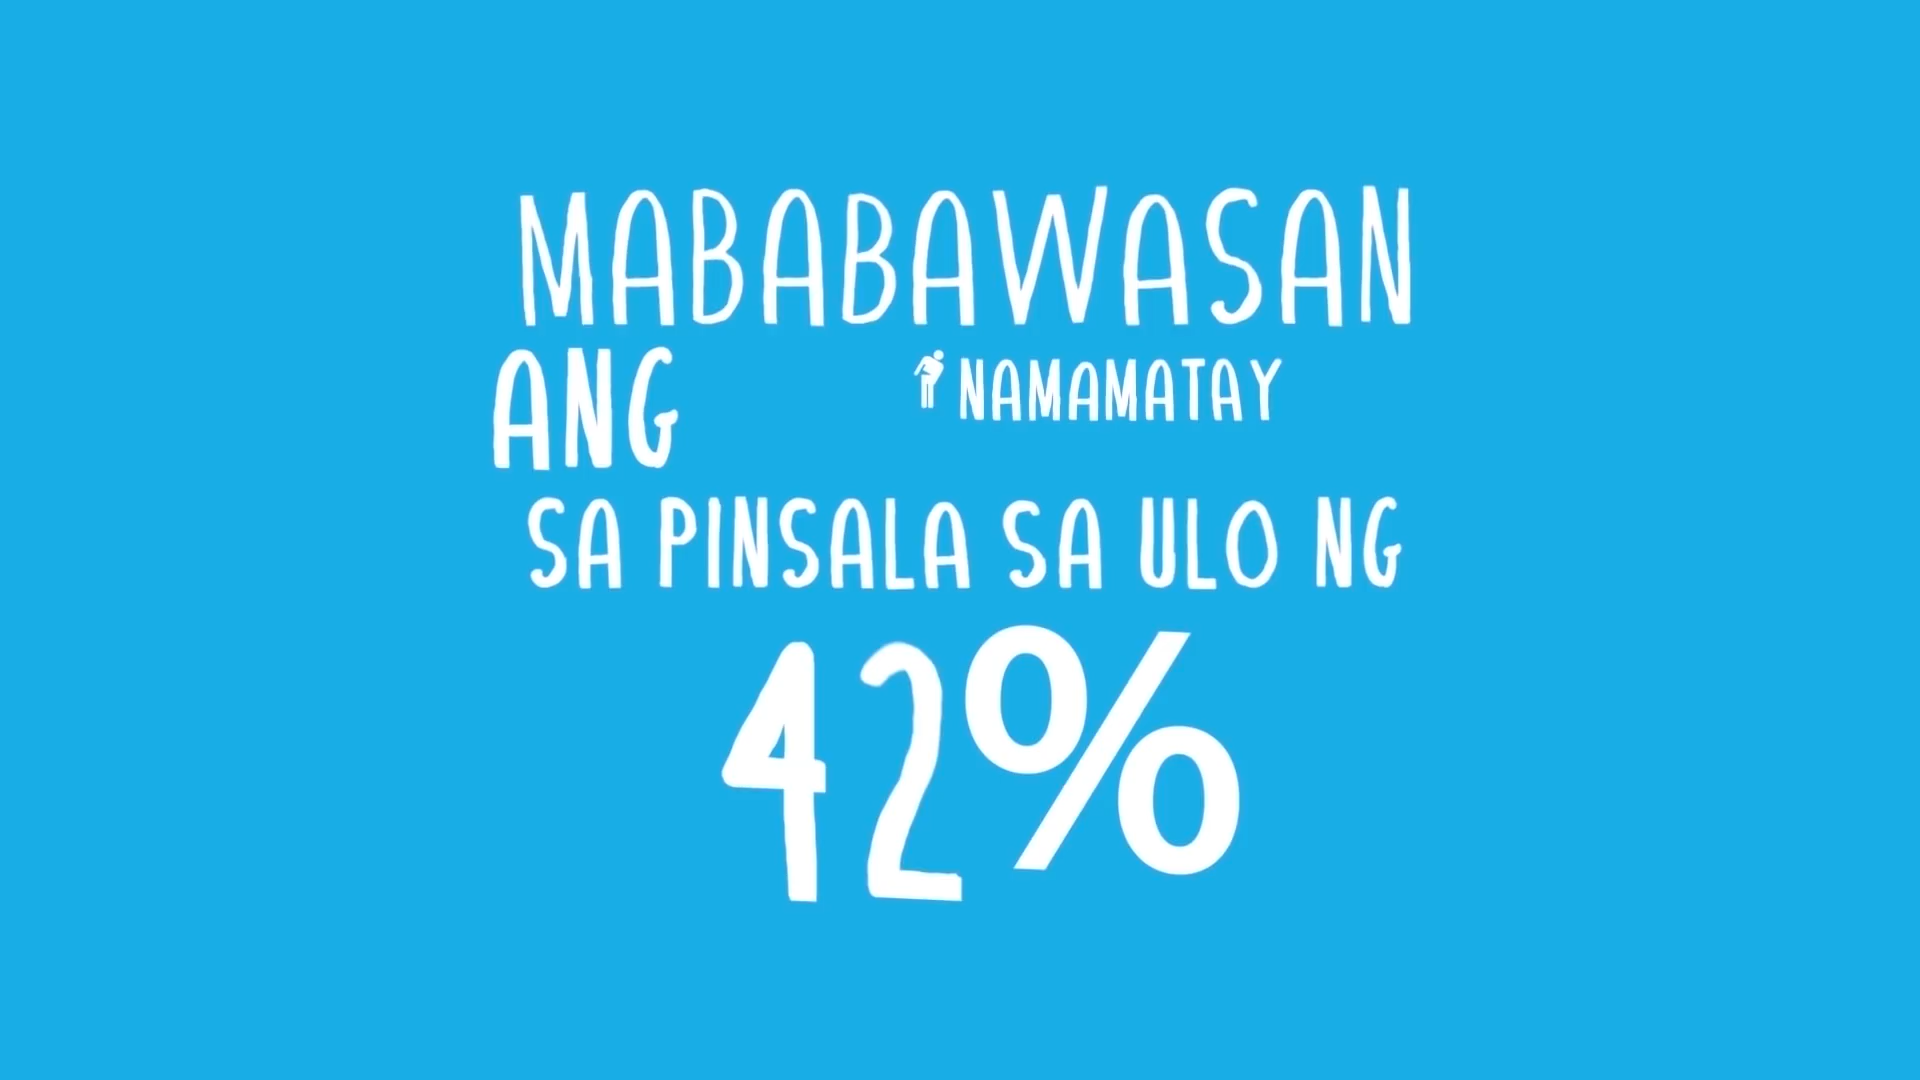 MABABAWASAN
ANG NAMAMATAY
SA PINSALA SA ULO NG
42%